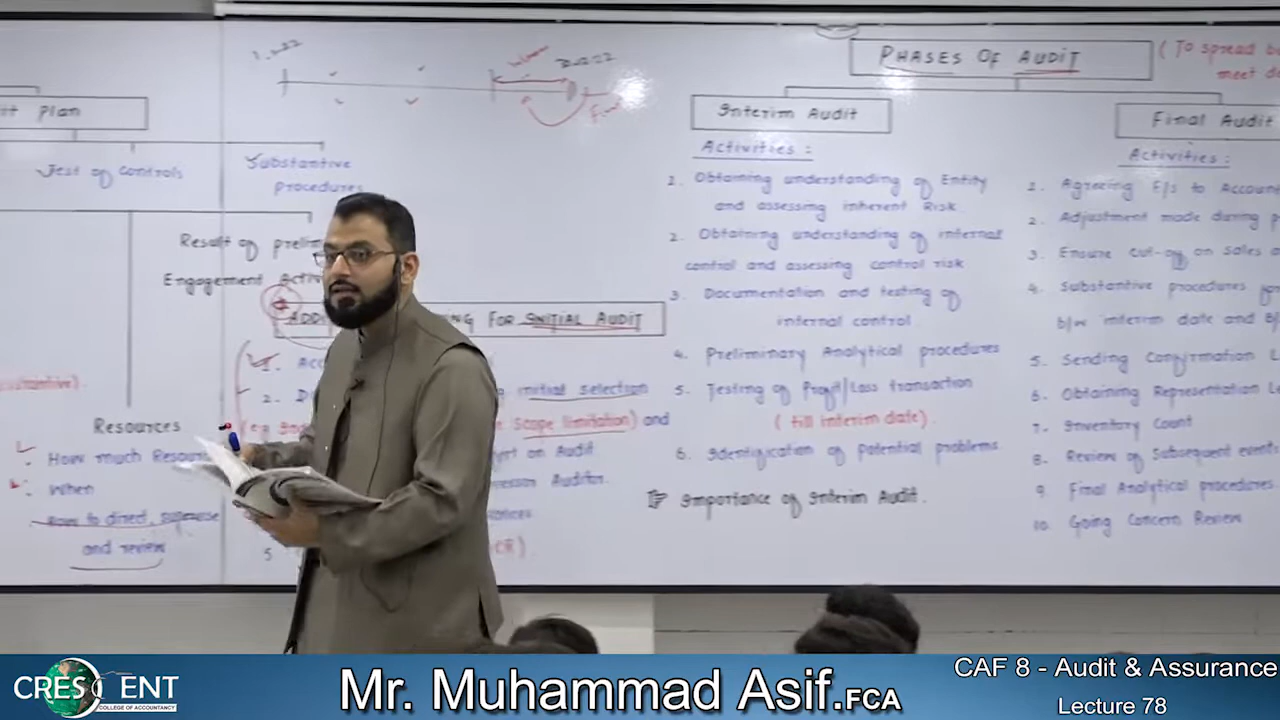 PHASES OF AUDIT
(To spread
meet
Interim Audit
Activities :
1. Obtaining understanding of Entity
and assessing inherent Risk.
2. Obtaining understanding of internal
control and assessing control risk
3. Documentation and testing of
internal control
4. Preliminary Analytical procedures
5. Testing of Profit/Loss transaction
(till interim date).
6. Identification of potential problems
Importance of Interim Audit.
Final Audit
Activities :
1. Agreeing F/s to
2. Adjustment made during
3. Ensure cut-off on sales
4. Substantive procedures
b/w interim date and
5. Sending Confirmation
6. Obtaining Representation
7. Inventory Count
8. Review of Subsequent
9. Final Analytical procedures
10. Going Concern Review
Plan
Test of controls
Substantive
procedures
Result of
Engagement
FOR INITIAL AUDIT
1.
2.
initial selection
Scope limitation) and
on Audit
Auditor.
5
Resources
How much
When
How to direct, supervise
and review
CRESCENT
COLLEGE OF ACCOUNTANCY
Mr. Muhammad Asif.FCA
CAF 8 - Audit & Assurance
Lecture 78